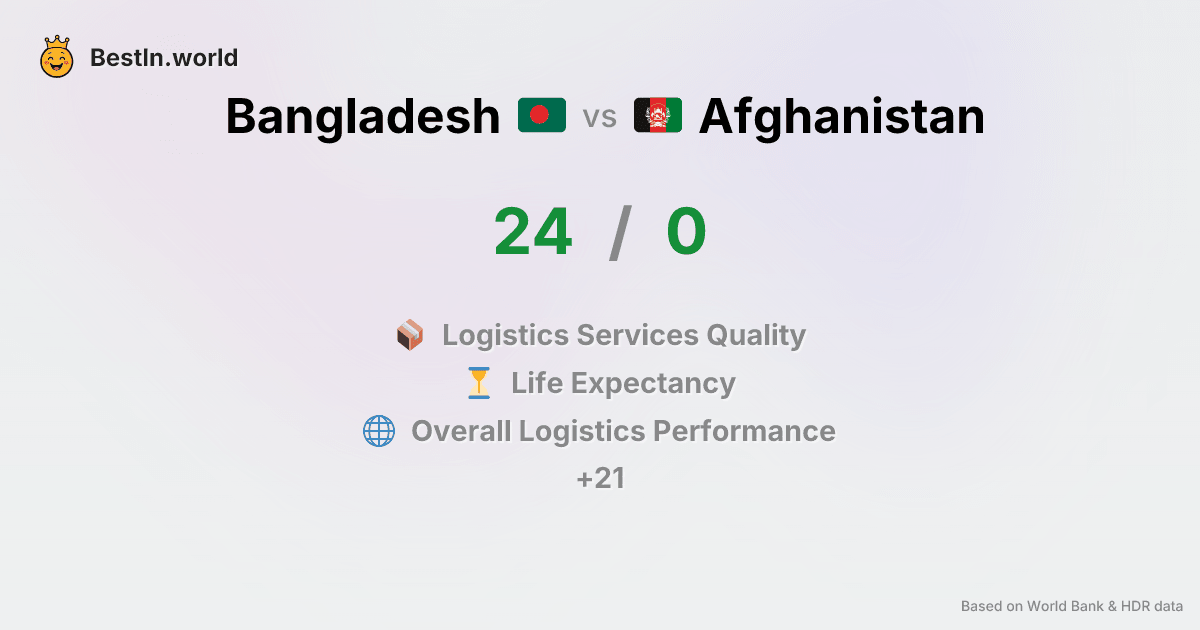 BestIn.world
Bangladesh vs Afghanistan
24 / 0
Logistics Services Quality
Life Expectancy
Overall Logistics Performance
+21
Based on World Bank & HDR data